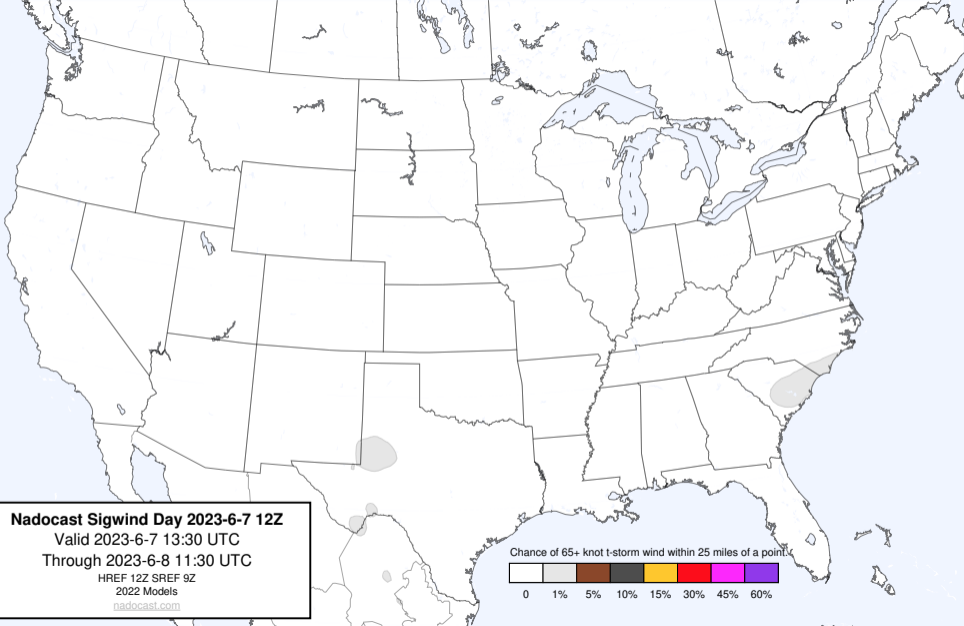 Nadocast Sigwind Day 2023-6-7 12Z
Valid 2023-6-7 13:30 UTC
Through 2023-6-8 11:30 UTC
HREF 12Z SREF 9Z
2022 Models
nadocast.com
Chance of 65+ knot t-storm wind within 25 miles of a point.
0 1% 5% 10% 15% 30% 45% 60%